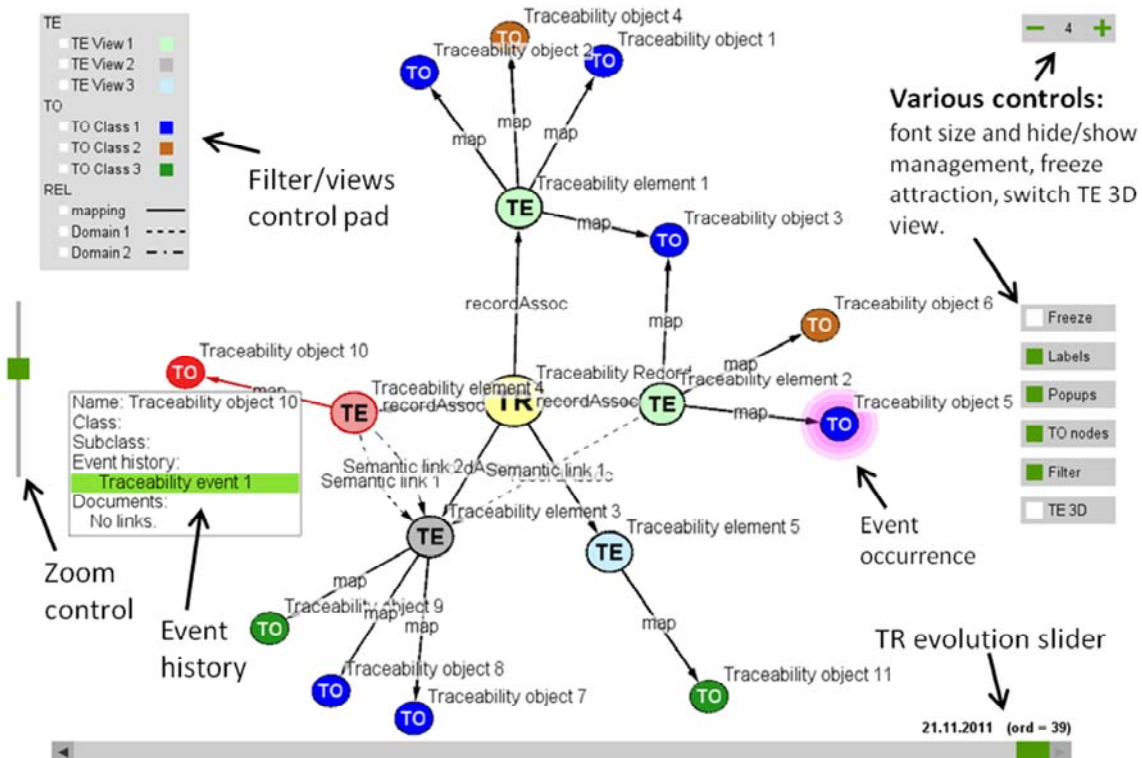 TE
TE View 1
TE View 2
TE View 3
TO
TO Class 1
TO Class 2
TO Class 3
REL
mapping
Domain 1
Domain 2
Filter/views
control pad
Traceability object 4
TO
Traceability object 2
TO
Traceability object 1
TO
map
map
map
Traceability element 1
TE
map
Traceability object 3
TO
recordAssoc
map
4
Various controls:
font size and hide/show
management, freeze
attraction, switch TE 3D
view.
Freeze
Labels
Popups
TO nodes
Filter
TE 3D
Traceability object 6
TO
map
Traceability object 10
TO
map
Traceability element 4
TE
recordAssoc
Traceability Record
TR
recordAssoc
Traceability element 2
TE
map
Traceability object 5
TO
Event
occurrence
Name: Traceability object 10
Class:
Subclass:
Event history:
Traceability event 1
Documents:
No links.
Semantic link 2
Semantic link 1
Semantic link 1
Traceability element 3
TE
Traceability element 5
TE
Zoom
control
Event
history
map
Traceability object 9
TO
map
map
Traceability object 8
TO
Traceability object 7
TO
map
Traceability object 11
TO
TR evolution slider
21.11.2011 (ord = 39)